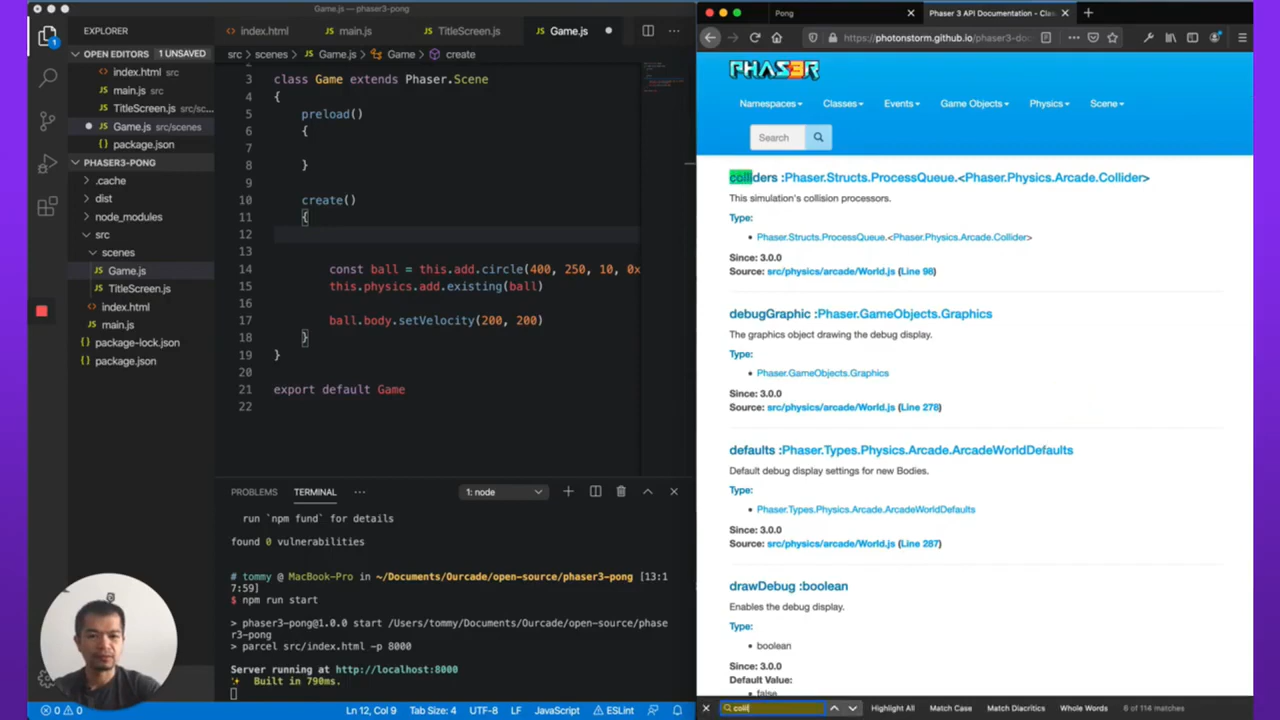 Game.js — phaser3-pong
EXPLORER
OPEN EDITORS 1 UNSAVED
index.html src
main.js src
TitleScreen.js src/sc...
Game.js src/scenes
package.json
PHASER3-PONG
.cache
dist
node_modules
src
scenes
Game.js
TitleScreen.js
index.html
main.js
package-lock.json
package.json
1
index.html
main.js
TitleScreen.js
Game.js
src > scenes > Game.js > Game > create
3 class Game extends Phaser.Scene
4 {
5 preload()
6 {
7
8 }
9
10 create()
11 {
12
13
14 const ball = this.add.circle(400, 250, 10, 0x
15 this.physics.add.existing(ball)
16
17 ball.body.setVelocity(200, 200)
18 }
19 }
20
21 export default Game
22
PROBLEMS TERMINAL ... 1: node
run `npm fund` for details
found 0 vulnerabilities
# tommy @ MacBook-Pro in ~/Documents/Ourcade/open-source/phaser3-pong [13:1
7:59]
$ npm run start
> phaser3-pong@1.0.0 start /Users/tommy/Documents/Ourcade/open-source/phase
r3-pong
> parcel src/index.html -p 8000
Server running at http://localhost:8000
✨ Built in 790ms.
0 0 Ln 12, Col 9 Tab Size: 4 UTF-8 LF JavaScript ESLint
Pong
Phaser 3 API Documentation - Cla
https://photonstorm.github.io/phaser3-do
PHAS3R
Namespaces Classes Events Game Objects Physics Scene
Search
colliders :Phaser.Structs.ProcessQueue.<Phaser.Physics.Arcade.Collider>
This simulation's collision processors.
Type:
• Phaser.Structs.ProcessQueue.<Phaser.Physics.Arcade.Collider>
Since: 3.0.0
Source: src/physics/arcade/World.js (Line 98)
debugGraphic :Phaser.GameObjects.Graphics
The graphics object drawing the debug display.
Type:
• Phaser.GameObjects.Graphics
Since: 3.0.0
Source: src/physics/arcade/World.js (Line 278)
defaults :Phaser.Types.Physics.Arcade.ArcadeWorldDefaults
Default debug display settings for new Bodies.
Type:
• Phaser.Types.Physics.Arcade.ArcadeWorldDefaults
Since: 3.0.0
Source: src/physics/arcade/World.js (Line 287)
drawDebug :boolean
Enables the debug display.
Type:
• boolean
Since: 3.0.0
Default Value:
• false
colli Highlight All Match Case Match Diacritics Whole Words 6 of 114 matches